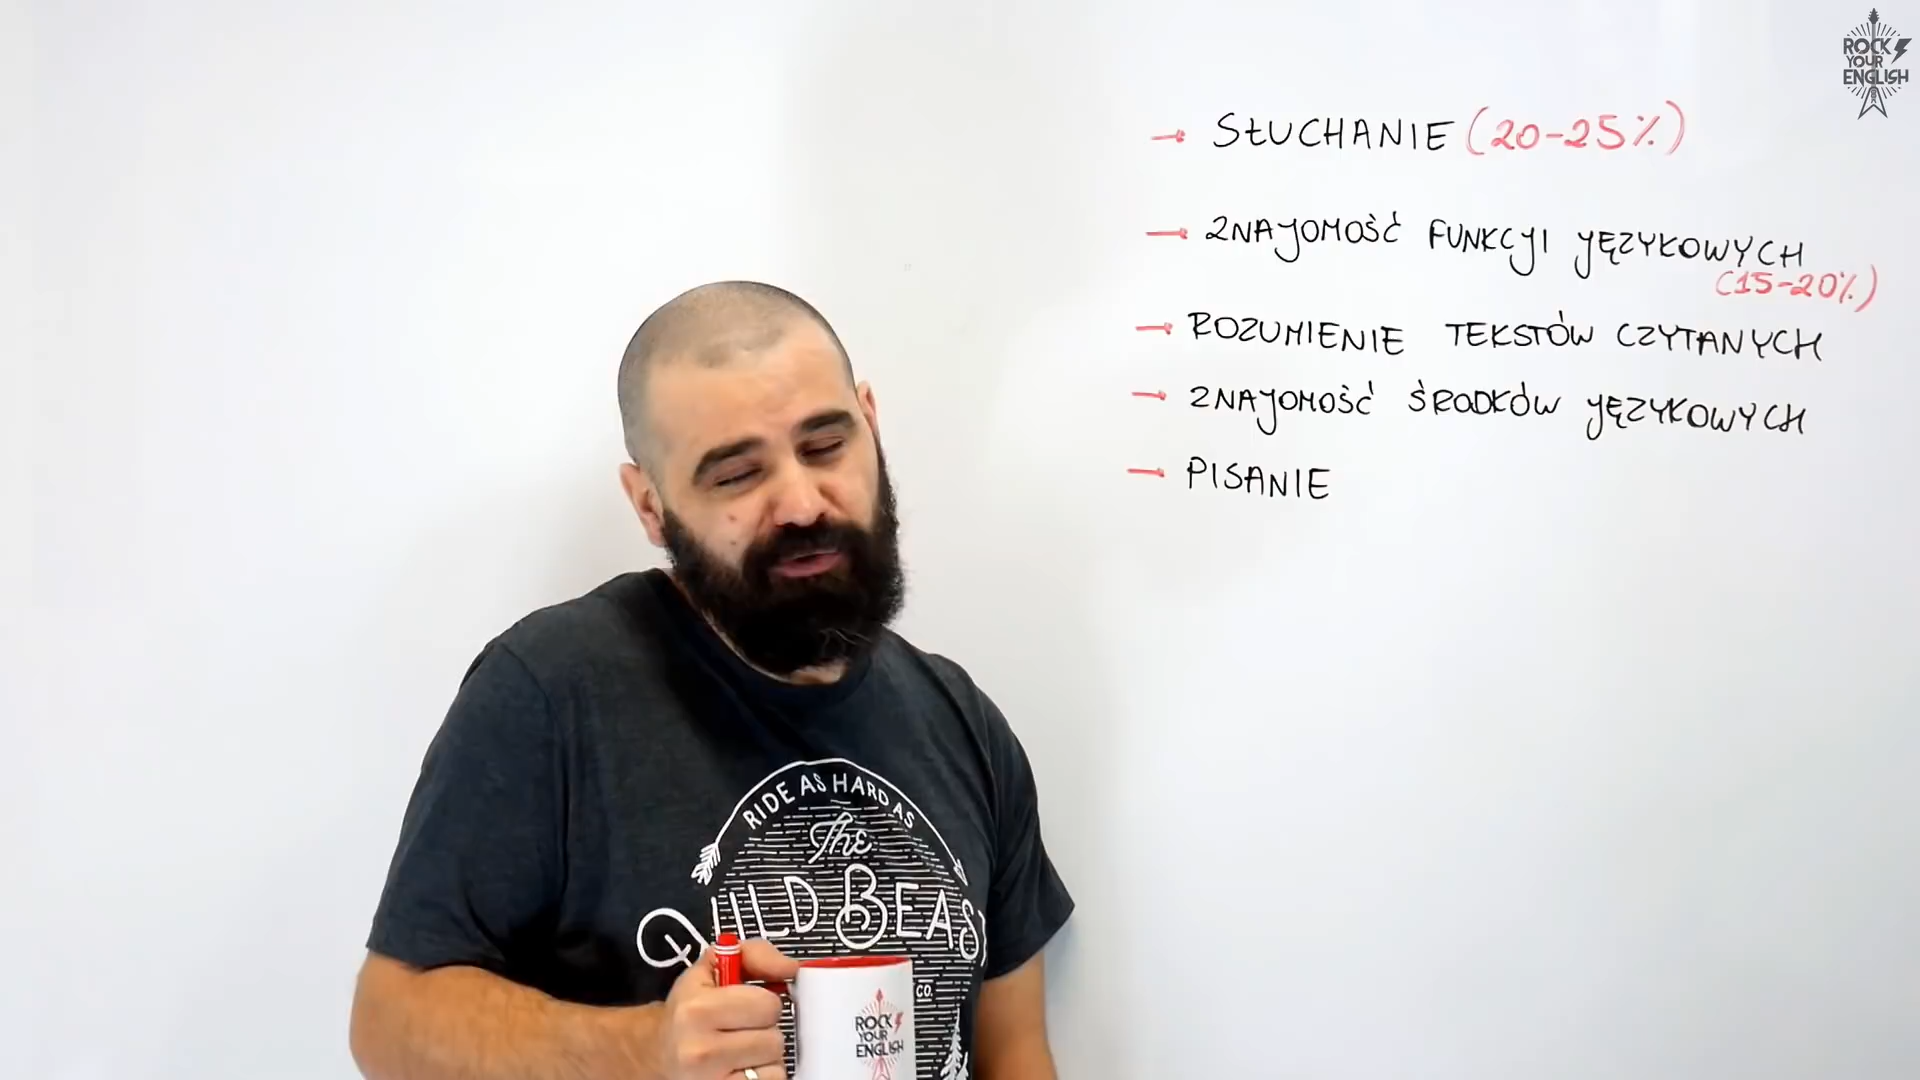 ROCK
YOUR
ENGLISH
→ SŁUCHANIE (20-25%)
→ ZNAJOMOŚĆ FUNKCJI JĘZYKOWYCH
(15-20%)
→ ROZUMIENIE TEKSTÓW CZYTANYCH
→ ZNAJOMOŚĆ ŚRODKÓW JĘZYKOWYCH
→ PISANIE
RIDE AS HARD AS
The
WILD BEAST
CO.
ROCK
YOUR
ENGLISH